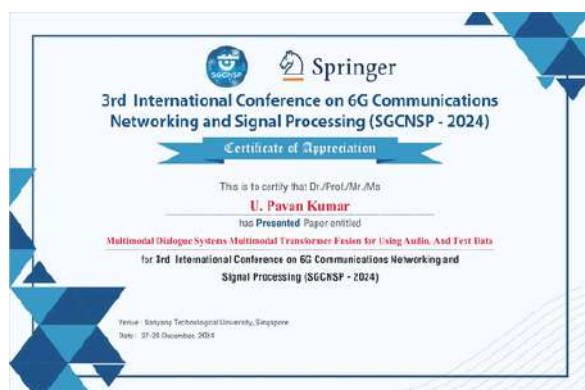 SGCNSP
Springer
3rd International Conference on 6G Communications
Networking and Signal Processing (SGCNSP - 2024)
Certificate of Appreciation
This is to certify that Dr./Prof./Mr./Ms
U. Pavan Kumar
has Presented Paper entitled
Multimodal Dialogue Systems Multimodal Transformer Fusion for Using Audio, And Text Data
for 3rd International Conference on 6G Communications Networking and
Signal Processing (SGCNSP - 2024)
Venue : Nanyang Technological University, Singapore
Date : 27-28 December, 2024